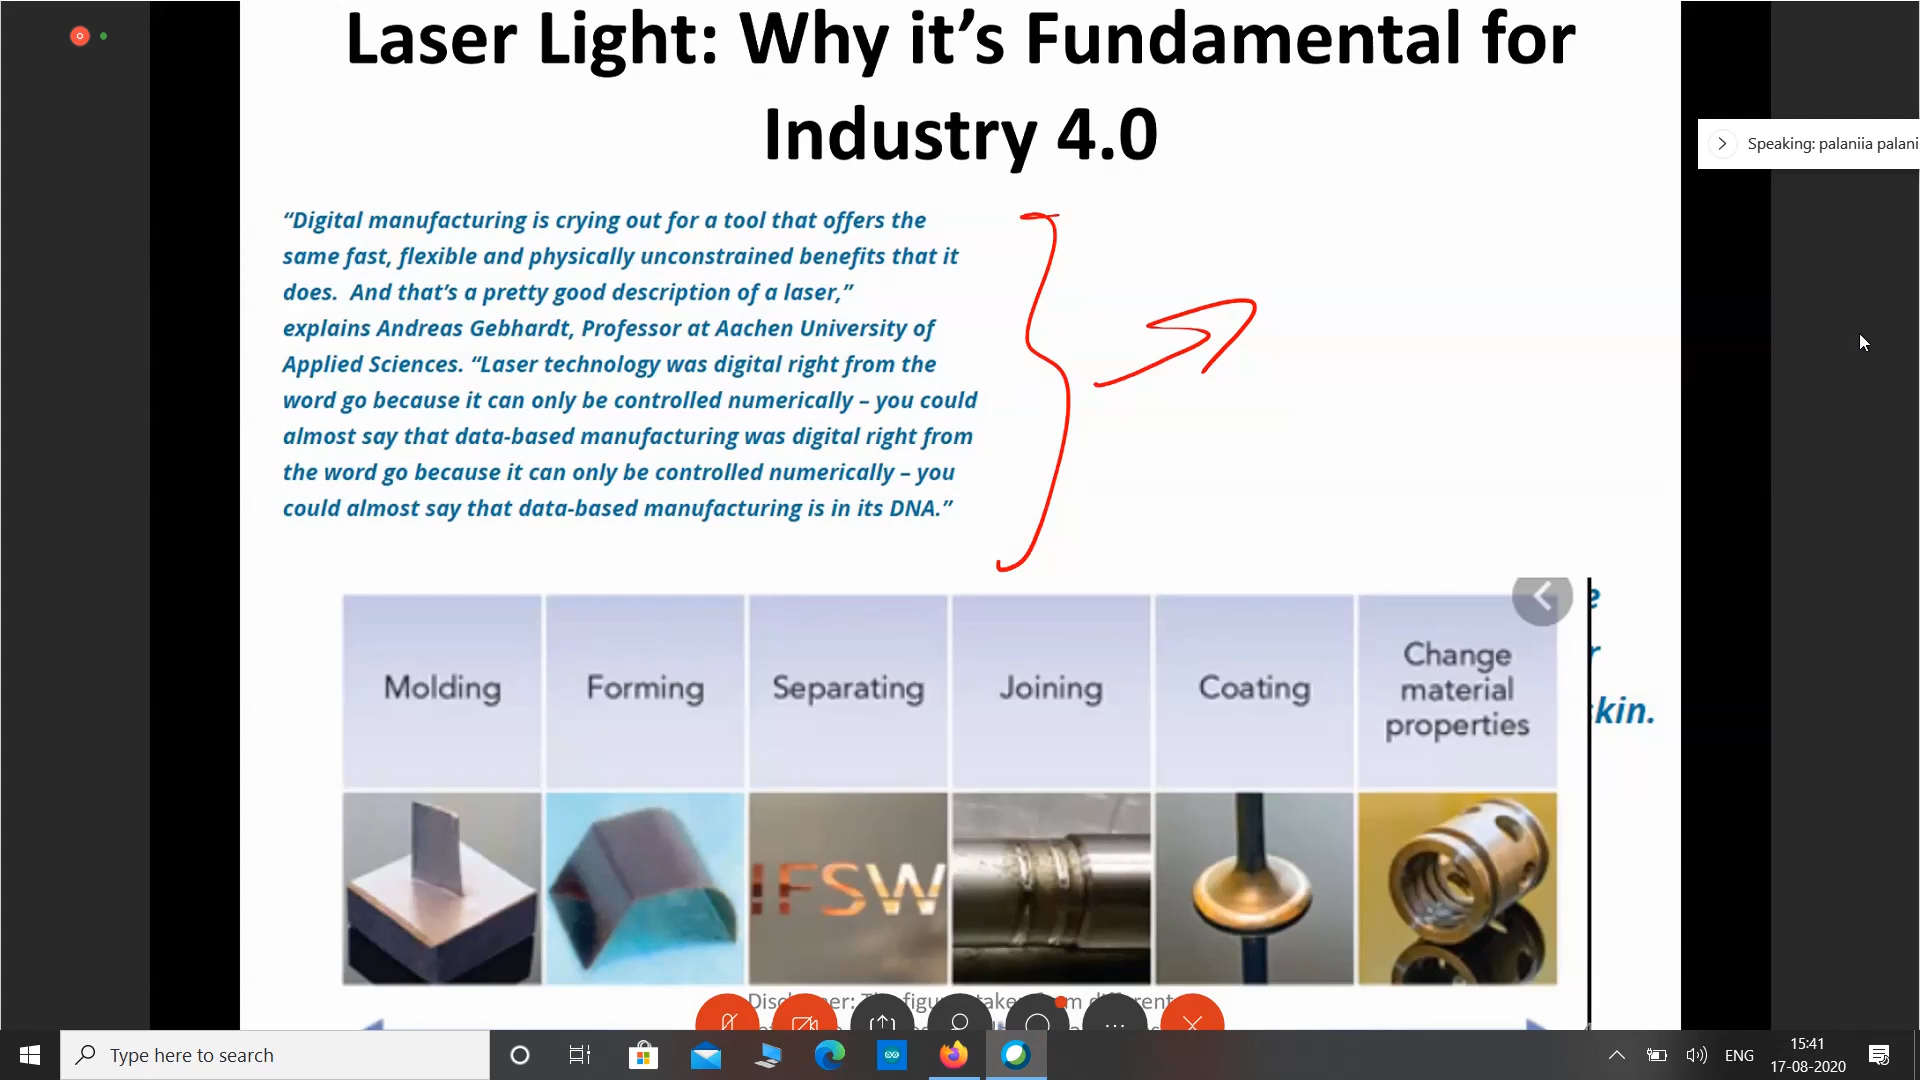 Laser Light: Why it's Fundamental for
Industry 4.0
Speaking: palaniia palani
“Digital manufacturing is crying out for a tool that offers the
same fast, flexible and physically unconstrained benefits that it
does. And that's a pretty good description of a laser,”
explains Andreas Gebhardt, Professor at Aachen University of
Applied Sciences. “Laser technology was digital right from the
word go because it can only be controlled numerically – you could
almost say that data-based manufacturing was digital right from
the word go because it can only be controlled numerically – you
could almost say that data-based manufacturing is in its DNA.”
Molding
Forming
Separating
Joining
Coating
Change
material
properties
kin.
IFSW
Type here to search
ENG
15:41
17-08-2020